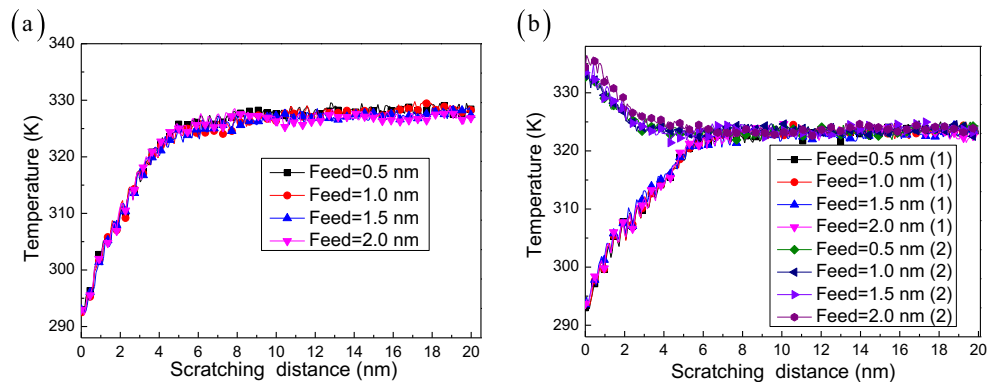 (a)
340
330
320
310
300
290
0 2 4 6 8 10 12 14 16 18 20
Temperature (K)
Scratching distance (nm)
Feed=0.5 nm
Feed=1.0 nm
Feed=1.5 nm
Feed=2.0 nm
(b)
330
320
310
300
290
0 2 4 6 8 10 12 14 16 18 20
Temperature (K)
Scratching distance (nm)
Feed=0.5 nm (1)
Feed=1.0 nm (1)
Feed=1.5 nm (1)
Feed=2.0 nm (1)
Feed=0.5 nm (2)
Feed=1.0 nm (2)
Feed=1.5 nm (2)
Feed=2.0 nm (2)